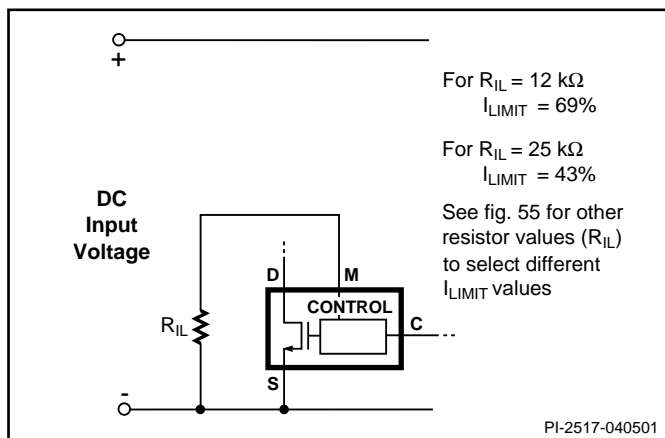 +
For R_IL = 12 kΩ
I_LIMIT = 69%
For R_IL = 25 kΩ
I_LIMIT = 43%
See fig. 55 for other
resistor values (R_IL)
to select different
I_LIMIT values
DC
Input
Voltage
D
M
CONTROL
C
R_IL
S
-
PI-2517-040501